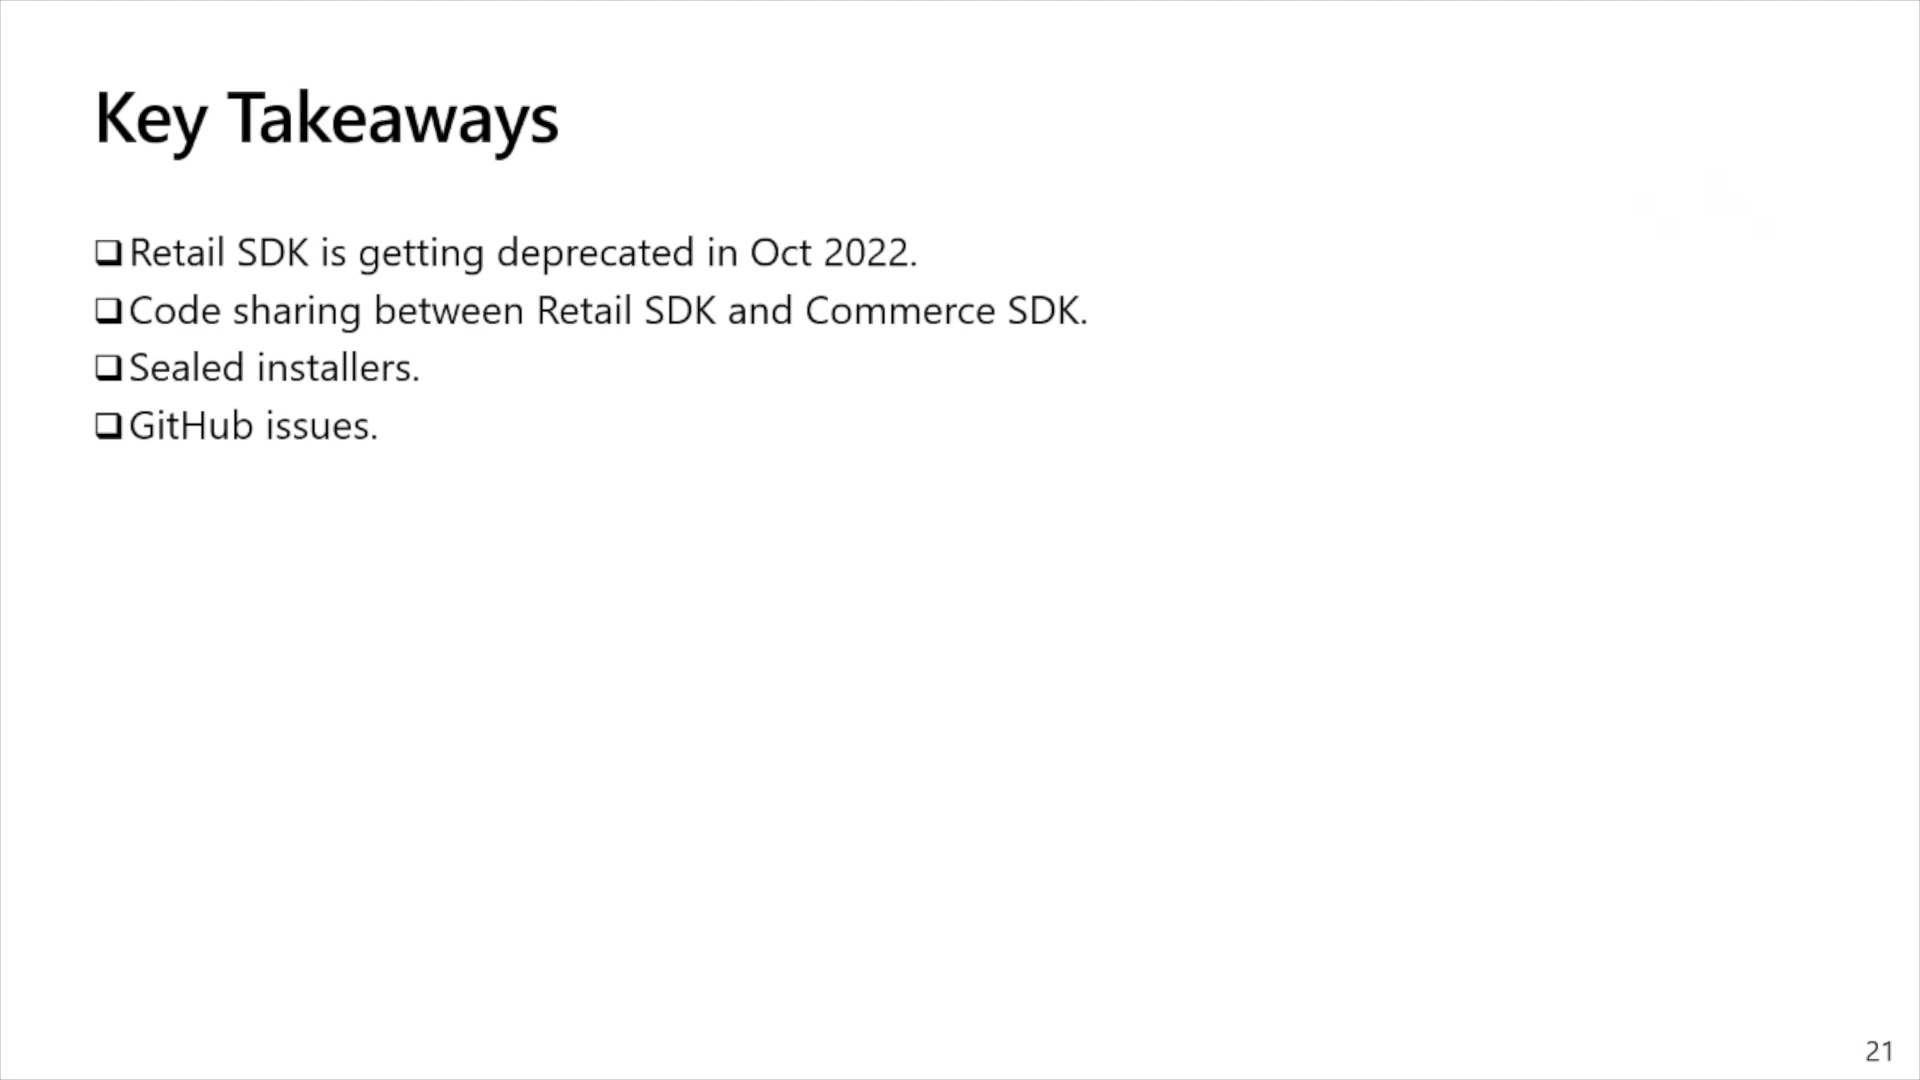 Key Takeaways
❑Retail SDK is getting deprecated in Oct 2022.
❑Code sharing between Retail SDK and Commerce SDK.
❑Sealed installers.
❑GitHub issues.
21